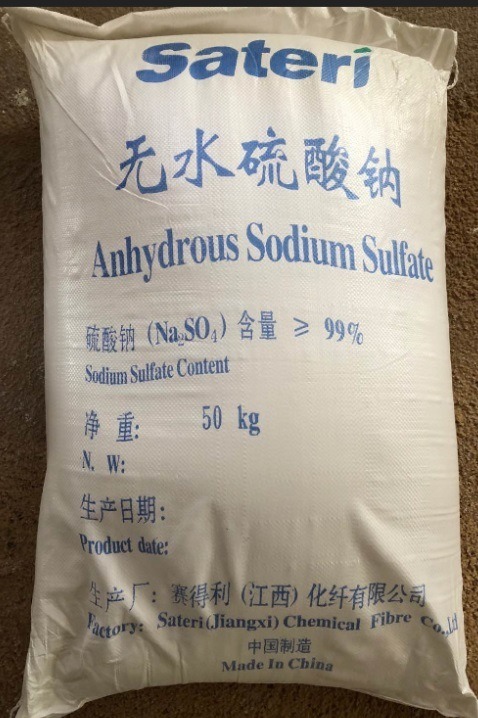 Sateri
无水硫酸钠
Anhydrous Sodium Sulfate
硫酸钠 (Na₂SO₄) 含量 ≥ 99%
Sodium Sulfate Content
净 重: 50 kg
N. W:
生产日期:
Product date:
生产厂: 赛得利 (江西) 化纤有限公司
Factory: Sateri(Jiangxi) Chemical Fibre Co.,Ltd
中国制造
Made In China